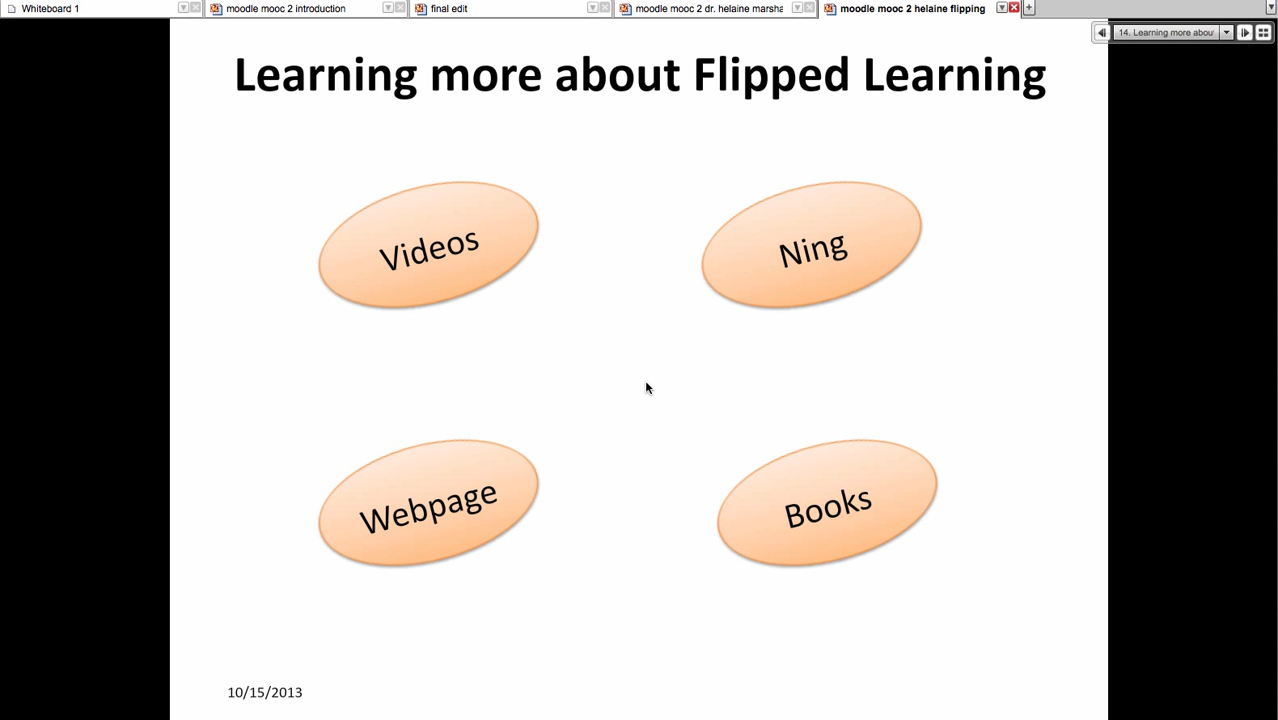 Whiteboard 1
moodle mooc 2 introduction
final edit
moodle mooc 2 dr. helaine marsha
moodle mooc 2 helaine flipping
14. Learning more abou
Learning more about Flipped Learning
Videos
Ning
Webpage
Books
10/15/2013